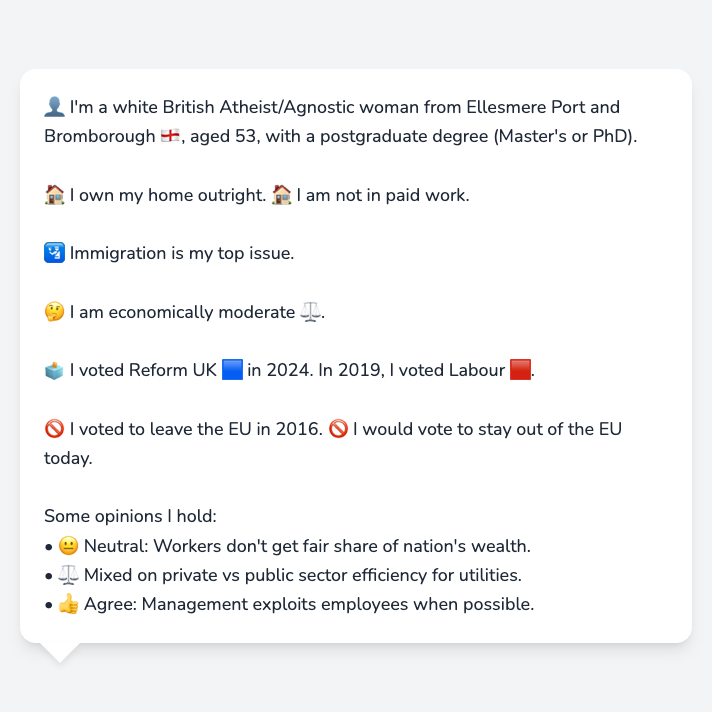 👤 I'm a white British Atheist/Agnostic woman from Ellesmere Port and
Bromborough 🏴󠁧󠁢󠁥󠁮󠁧󠁿, aged 53, with a postgraduate degree (Master's or PhD).
🏠 I own my home outright. 🏠 I am not in paid work.
🛂 Immigration is my top issue.
🤔 I am economically moderate ⚖️.
🗳️ I voted Reform UK 🟦 in 2024. In 2019, I voted Labour 🟥.
🚫 I voted to leave the EU in 2016. 🚫 I would vote to stay out of the EU
today.
Some opinions I hold:
• 😐 Neutral: Workers don't get fair share of nation's wealth.
• ⚖️ Mixed on private vs public sector efficiency for utilities.
• 👍 Agree: Management exploits employees when possible.